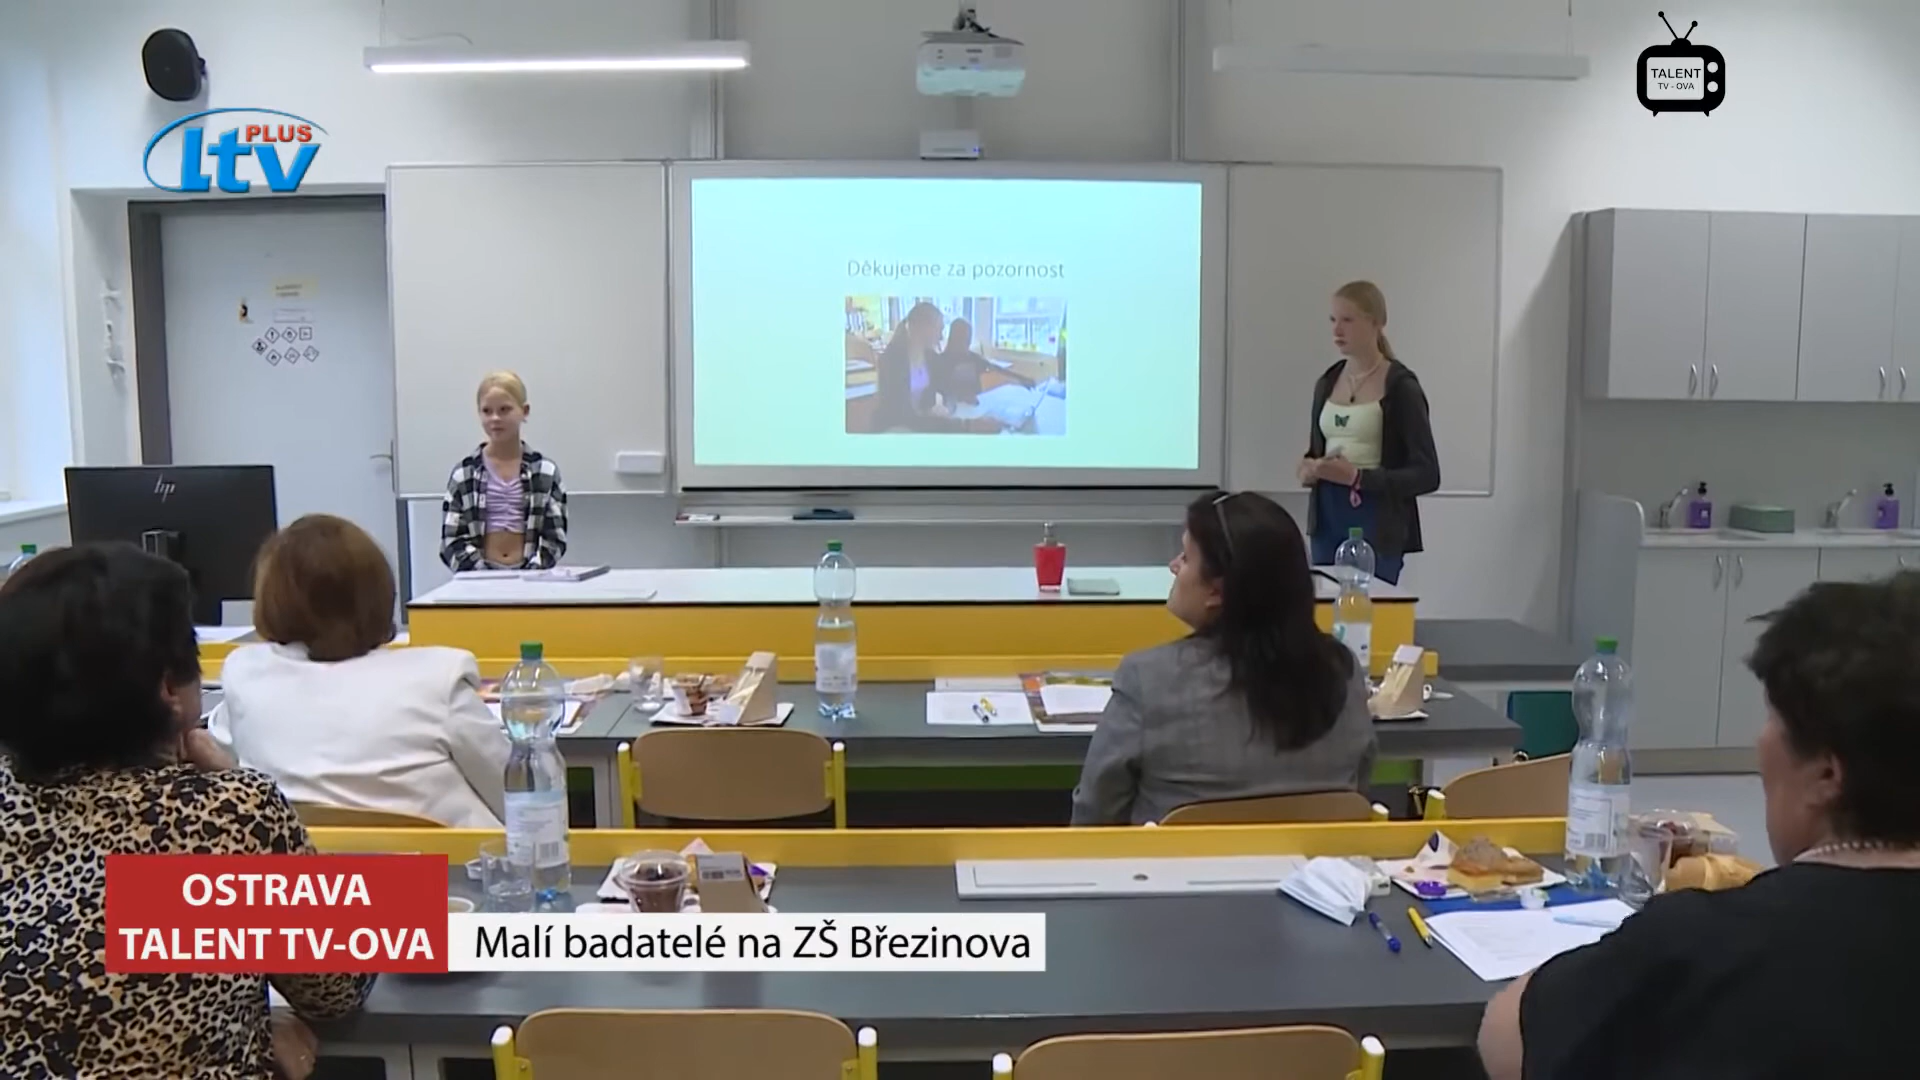 TALENT
TV - OVA
PLUS
ltv
Děkujeme za pozornost
hp
OSTRAVA
TALENT TV-OVA
Malí badatelé na ZŠ Březinova